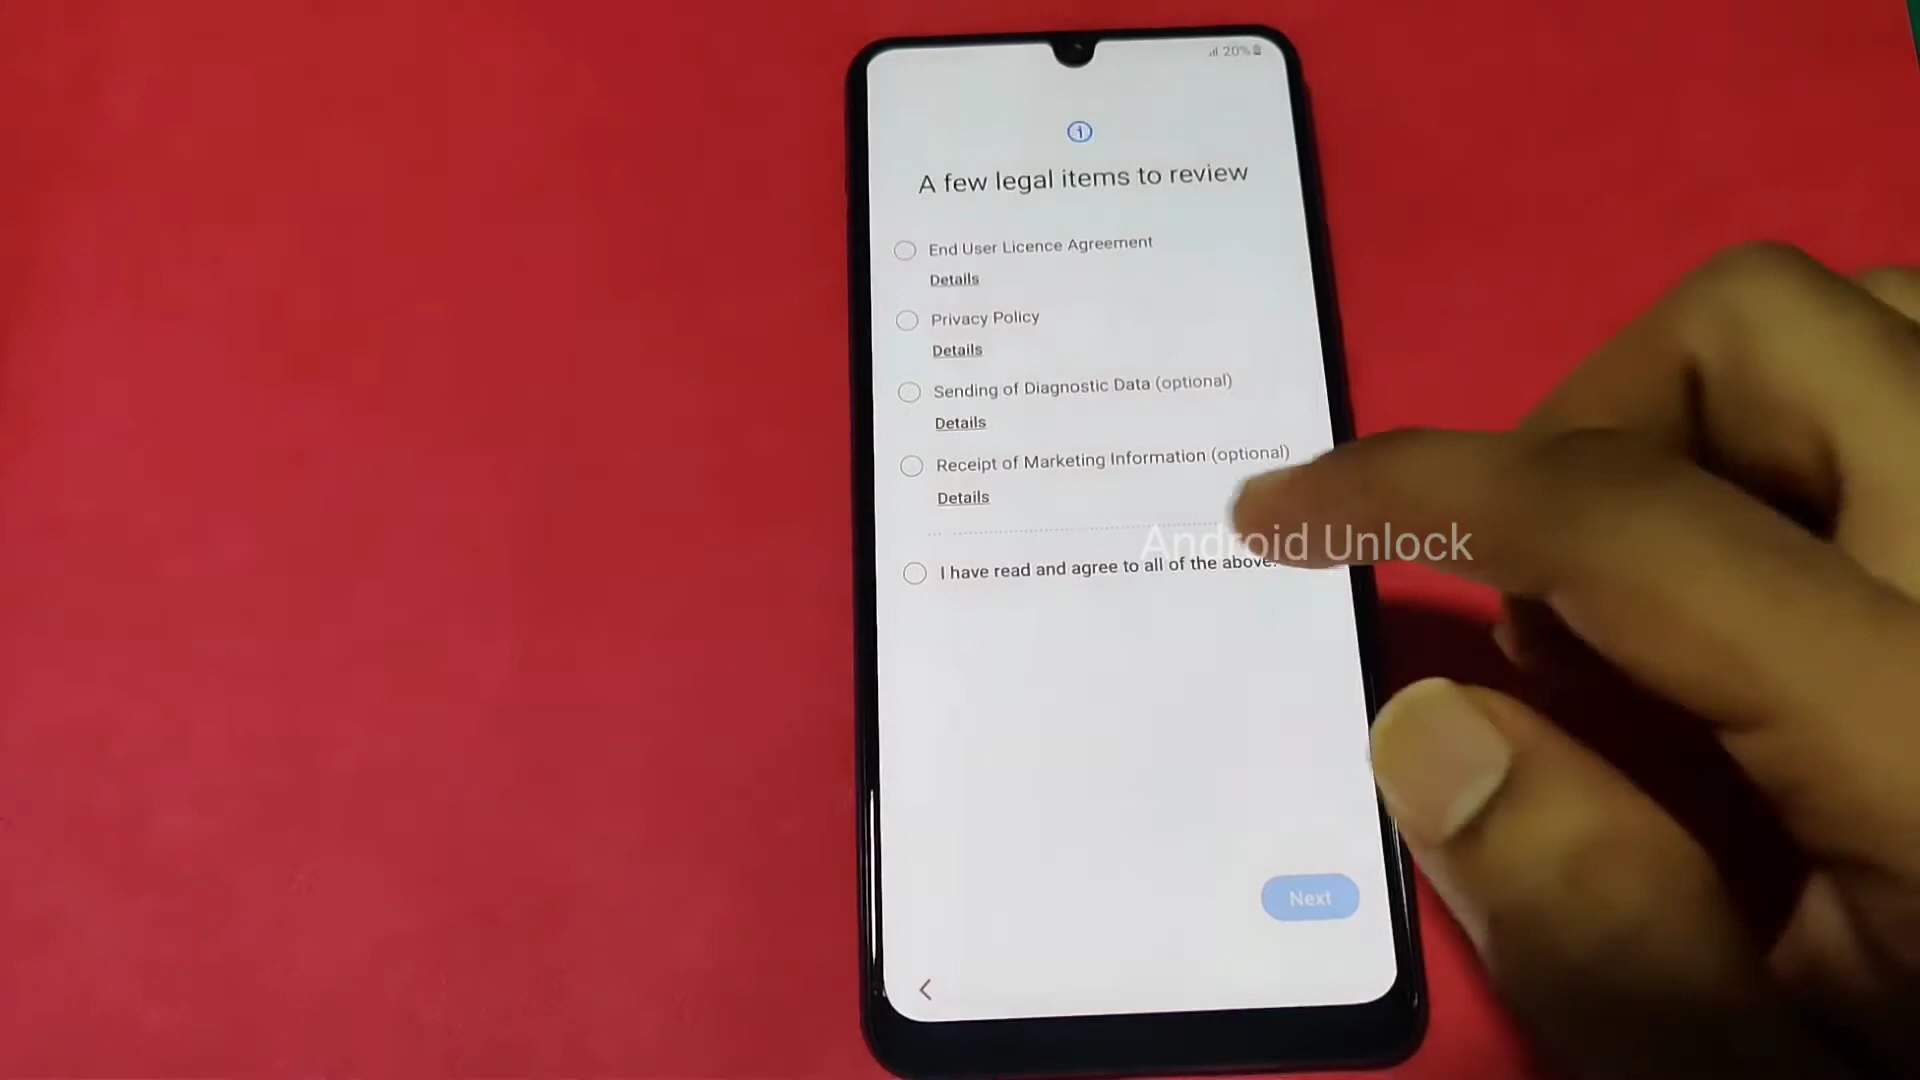 20%
A few legal items to review
End User Licence Agreement
Details
Privacy Policy
Details
Sending of Diagnostic Data (optional)
Details
Receipt of Marketing Information (optional)
Details
Android Unlock
I have read and agree to all of the above.
Next